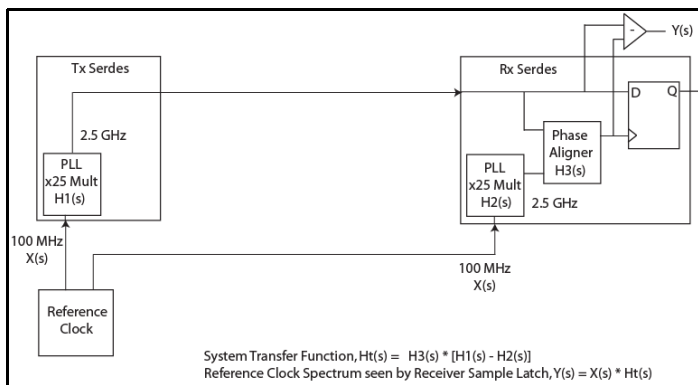 Y(s)
-
Tx Serdes
Rx Serdes
D Q
2.5 GHz
PLL
x25 Mult
H1(s)
Phase
Aligner
H3(s)
PLL
x25 Mult
H2(s)
2.5 GHz
100 MHz
X(s)
100 MHz
X(s)
Reference
Clock
System Transfer Function, Ht(s) = H3(s) * [H1(s) - H2(s)]
Reference Clock Spectrum seen by Receiver Sample Latch, Y(s) = X(s) * Ht(s)